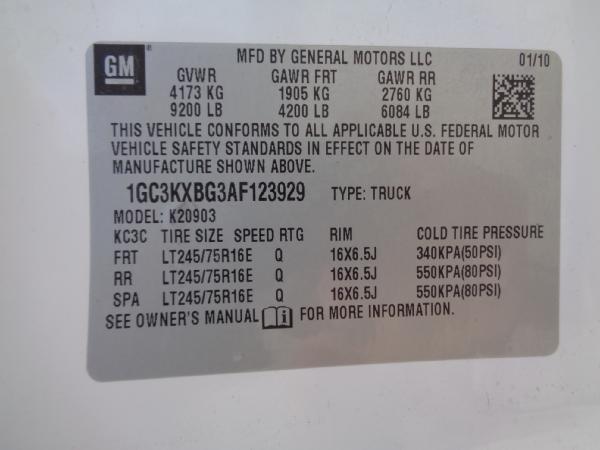 GM
MFD BY GENERAL MOTORS LLC 01/10
GVWR GAWR FRT GAWR RR
4173 KG 1905 KG 2760 KG
9200 LB 4200 LB 6084 LB
THIS VEHICLE CONFORMS TO ALL APPLICABLE U.S. FEDERAL MOTOR
VEHICLE SAFETY STANDARDS IN EFFECT ON THE DATE OF
MANUFACTURE SHOWN ABOVE.
1GC3KXBG3AF123929 TYPE: TRUCK
MODEL: K20903
KC3C TIRE SIZE SPEED RTG RIM COLD TIRE PRESSURE
FRT LT245/75R16E Q 16X6.5J 340KPA(50PSI)
RR LT245/75R16E Q 16X6.5J 550KPA(80PSI)
SPA LT245/75R16E Q 16X6.5J 550KPA(80PSI)
SEE OWNER'S MANUAL i FOR MORE INFORMATION.